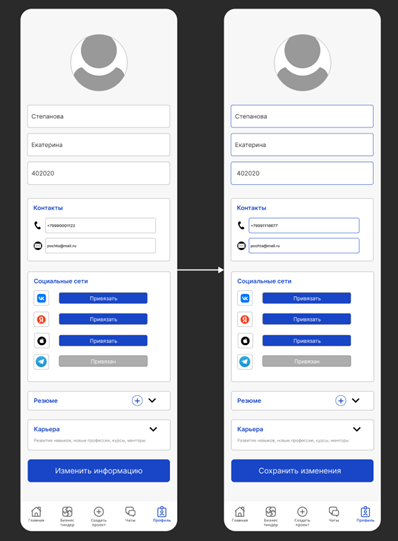 Степанова
Екатерина
402020
Контакты
pochta@mail.ru
Социальные сети
Привязать
Привязать
Привязать
Привязан
Резюме
Карьера
Развитие навыков, новые профессии, курсы, менторы
Изменить информацию
Главная
Бизнес тиндер
Создать проект
Чаты
Профиль
Степанова
Екатерина
402020
Контакты
pochta@mail.ru
Социальные сети
Привязать
Привязать
Привязать
Привязан
Резюме
Карьера
Развитие навыков, новые профессии, курсы, менторы
Сохранить изменения
Главная
Бизнес тиндер
Создать проект
Чаты
Профиль